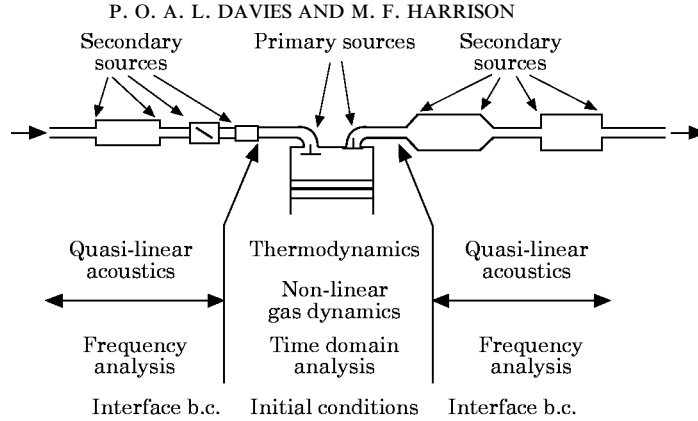 P. O. A. L. DAVIES AND M. F. HARRISON
Secondary
sources
Primary sources
Secondary
sources
Quasi-linear
acoustics
Thermodynamics
Quasi-linear
acoustics
Non-linear
gas dynamics
Frequency
analysis
Time domain
analysis
Frequency
analysis
Interface b.c.
Initial conditions
Interface b.c.